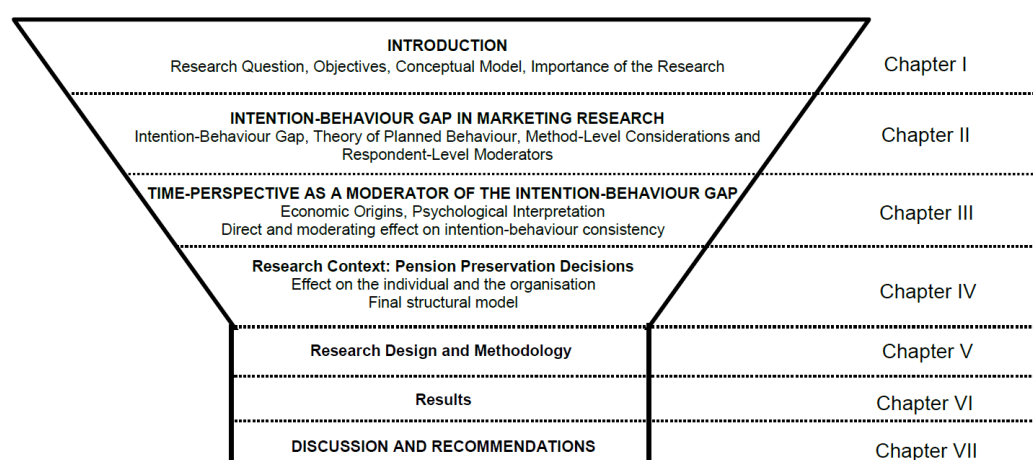 INTRODUCTION
Research Question, Objectives, Conceptual Model, Importance of the Research
Chapter I
INTENTION-BEHAVIOUR GAP IN MARKETING RESEARCH
Intention-Behaviour Gap, Theory of Planned Behaviour, Method-Level Considerations and
Respondent-Level Moderators
Chapter II
TIME-PERSPECTIVE AS A MODERATOR OF THE INTENTION-BEHAVIOUR GAP
Economic Origins, Psychological Interpretation
Direct and moderating effect on intention-behaviour consistency
Chapter III
Research Context: Pension Preservation Decisions
Effect on the individual and the organisation
Final structural model
Chapter IV
Research Design and Methodology
Chapter V
Results
Chapter VI
DISCUSSION AND RECOMMENDATIONS
Chapter VII